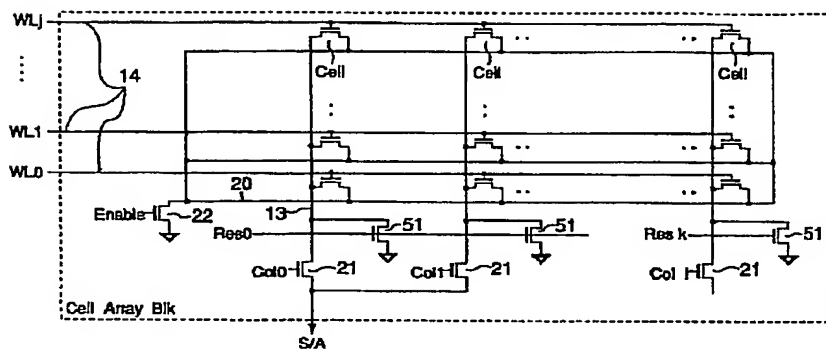 WLj
Cell
Cell
Cell
14
WL1
WL0
20
Enable
22
13
Res0
51
51
Res k
51
Col0
21
Col1
21
Col l
21
Cell Array Blk
S/A